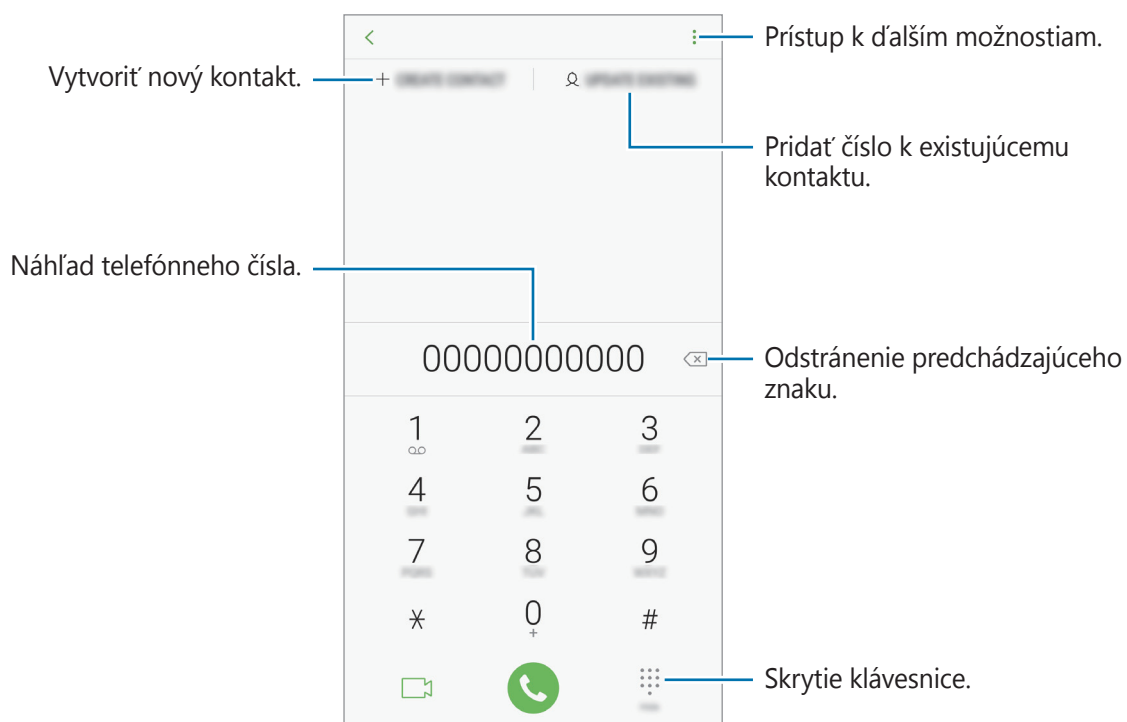 Prístup k ďalším možnostiam.
Vytvoriť nový kontakt.
Pridať číslo k existujúcemu
kontaktu.
Náhľad telefónneho čísla.
00000000000
Odstránenie predchádzajúceho
znaku.
1 2 3
4 5 6
7 8 9
* 0 #
+
Skrytie klávesnice.